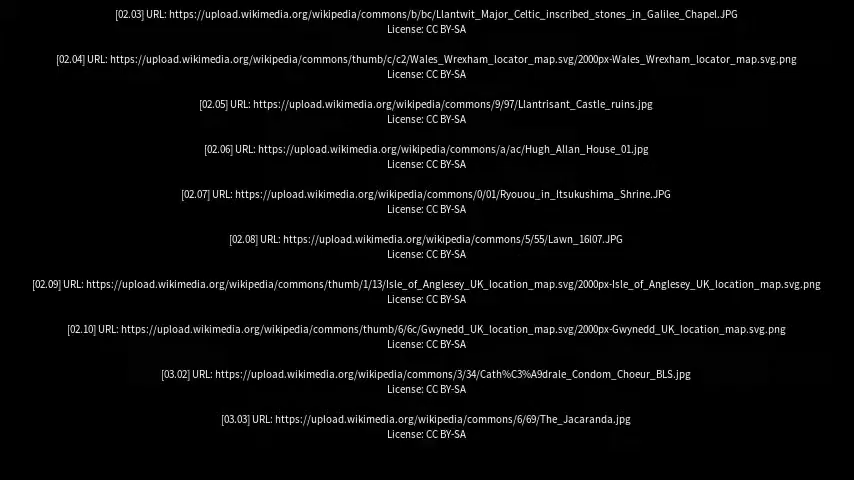 [02.03] URL: https://upload.wikimedia.org/wikipedia/commons/b/bc/Llantwit_Major_Celtic_inscribed_stones_in_Galilee_Chapel.JPG
License: CC BY-SA
[02.04] URL: https://upload.wikimedia.org/wikipedia/commons/thumb/c/c2/Wales_Wrexham_locator_map.svg/2000px-Wales_Wrexham_locator_map.svg.png
License: CC BY-SA
[02.05] URL: https://upload.wikimedia.org/wikipedia/commons/9/97/Llantrisant_Castle_ruins.jpg
License: CC BY-SA
[02.06] URL: https://upload.wikimedia.org/wikipedia/commons/a/ac/Hugh_Allan_House_01.jpg
License: CC BY-SA
[02.07] URL: https://upload.wikimedia.org/wikipedia/commons/0/01/Ryouou_in_Itsukushima_Shrine.JPG
License: CC BY-SA
[02.08] URL: https://upload.wikimedia.org/wikipedia/commons/5/55/Lawn_16l07.JPG
License: CC BY-SA
[02.09] URL: https://upload.wikimedia.org/wikipedia/commons/thumb/1/13/Isle_of_Anglesey_UK_location_map.svg/2000px-Isle_of_Anglesey_UK_location_map.svg.png
License: CC BY-SA
[02.10] URL: https://upload.wikimedia.org/wikipedia/commons/thumb/6/6c/Gwynedd_UK_location_map.svg/2000px-Gwynedd_UK_location_map.svg.png
License: CC BY-SA
[03.02] URL: https://upload.wikimedia.org/wikipedia/commons/3/34/Cath%C3%A9drale_Condom_Choeur_BLS.jpg
License: CC BY-SA
[03.03] URL: https://upload.wikimedia.org/wikipedia/commons/6/69/The_Jacaranda.jpg
License: CC BY-SA